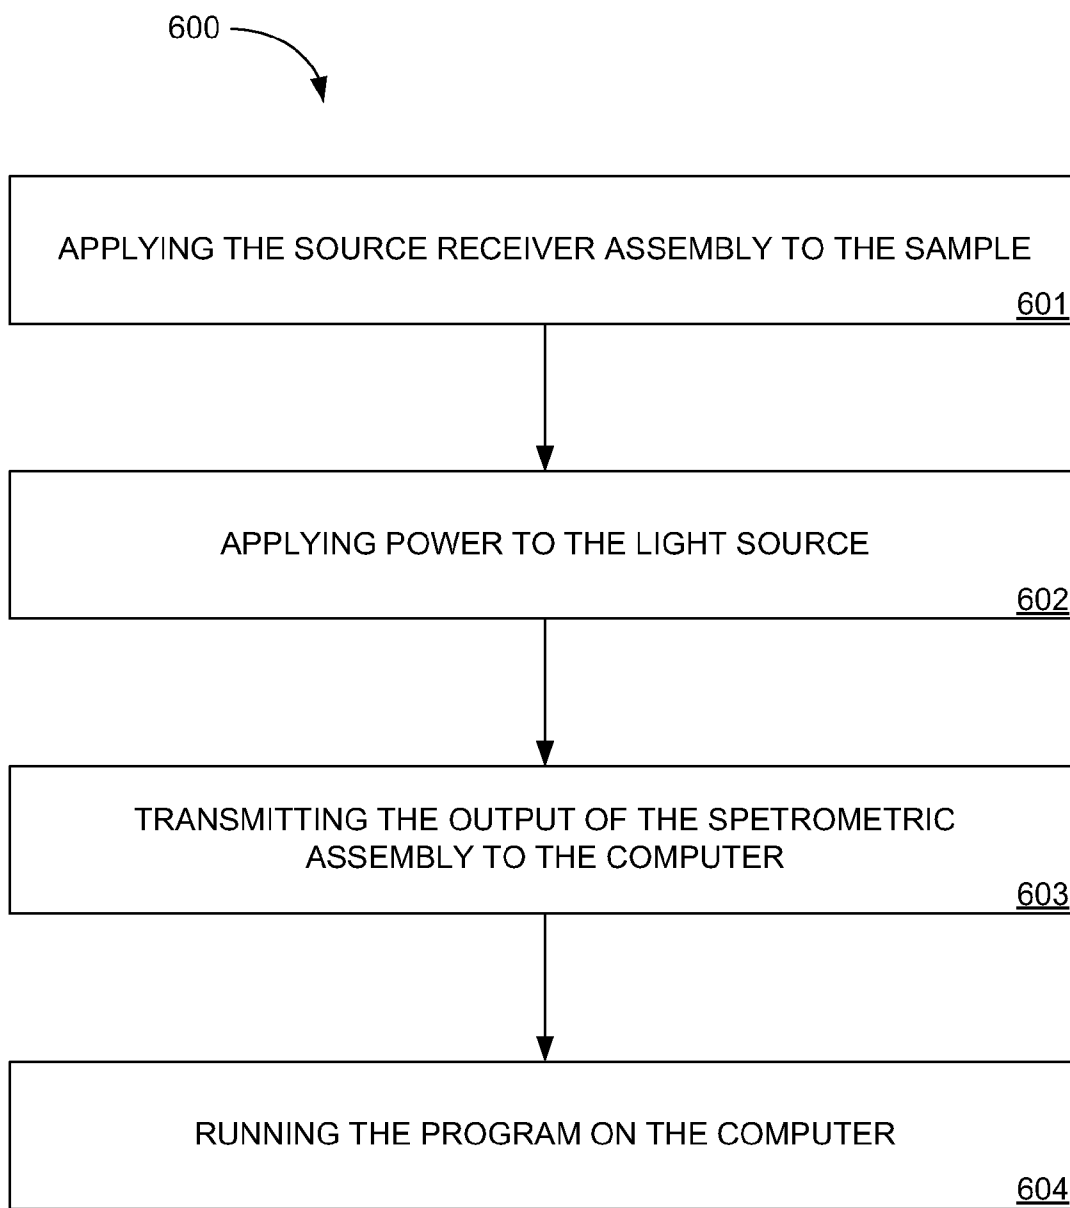 600
APPLYING THE SOURCE RECEIVER ASSEMBLY TO THE SAMPLE
601
APPLYING POWER TO THE LIGHT SOURCE
602
TRANSMITTING THE OUTPUT OF THE SPETROMETRIC
ASSEMBLY TO THE COMPUTER
603
RUNNING THE PROGRAM ON THE COMPUTER
604